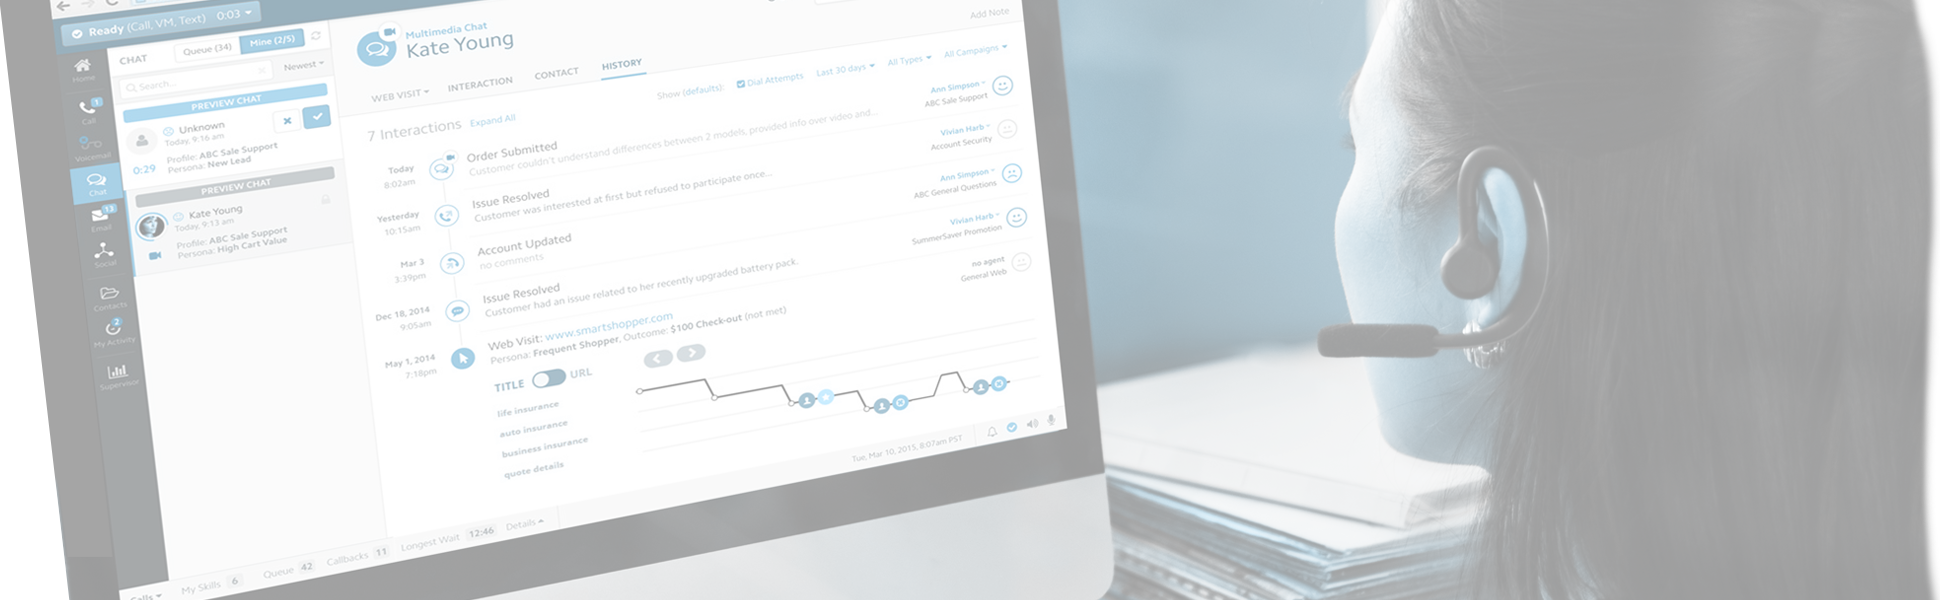 Ready (Call, VM, Text) 0:03
Home
Call 1
Voicemail
Chat
Email 13
Social
Contacts
My Activity 2
Supervisor
CHAT Queue (34) Mine (2/5)
Search... Newest
PREVIEW CHAT
Unknown
Today, 9:16 am
0:29 Profile: ABC Sale Support
Persona: New Lead
PREVIEW CHAT
Kate Young
Today, 9:13 am
Profile: ABC Sale Support
Persona: High Cart Value
Multimedia Chat
Kate Young
Add Note
WEB VISIT INTERACTION CONTACT HISTORY
Show (defaults): Dial Attempts Last 30 days All Types All Campaigns
7 Interactions Expand All
Today
8:02am
Order Submitted
Customer couldn't understand differences between 2 models, provided info over video and...
Ann Simpson
ABC Sale Support
Yesterday
10:15am
Issue Resolved
Customer was interested at first but refused to participate once...
Vivian Harb
Account Security
Mar 3
3:39pm
Account Updated
no comments
Ann Simpson
ABC General Questions
Dec 18, 2014
9:05am
Issue Resolved
Customer had an issue related to her recently upgraded battery pack.
Vivian Harb
SummerSaver Promotion
May 1, 2014
7:18pm
Web Visit: www.smartshopper.com
Persona: Frequent Shopper, Outcome: $100 Check-out (not met)
no agent
General Web
TITLE URL
life insurance
auto insurance
business insurance
quote details
Tue, Mar 10, 2015, 8:07am PST
Calls My Skills 6 Queue 42 Callbacks 11 Longest Wait 12:46 Details